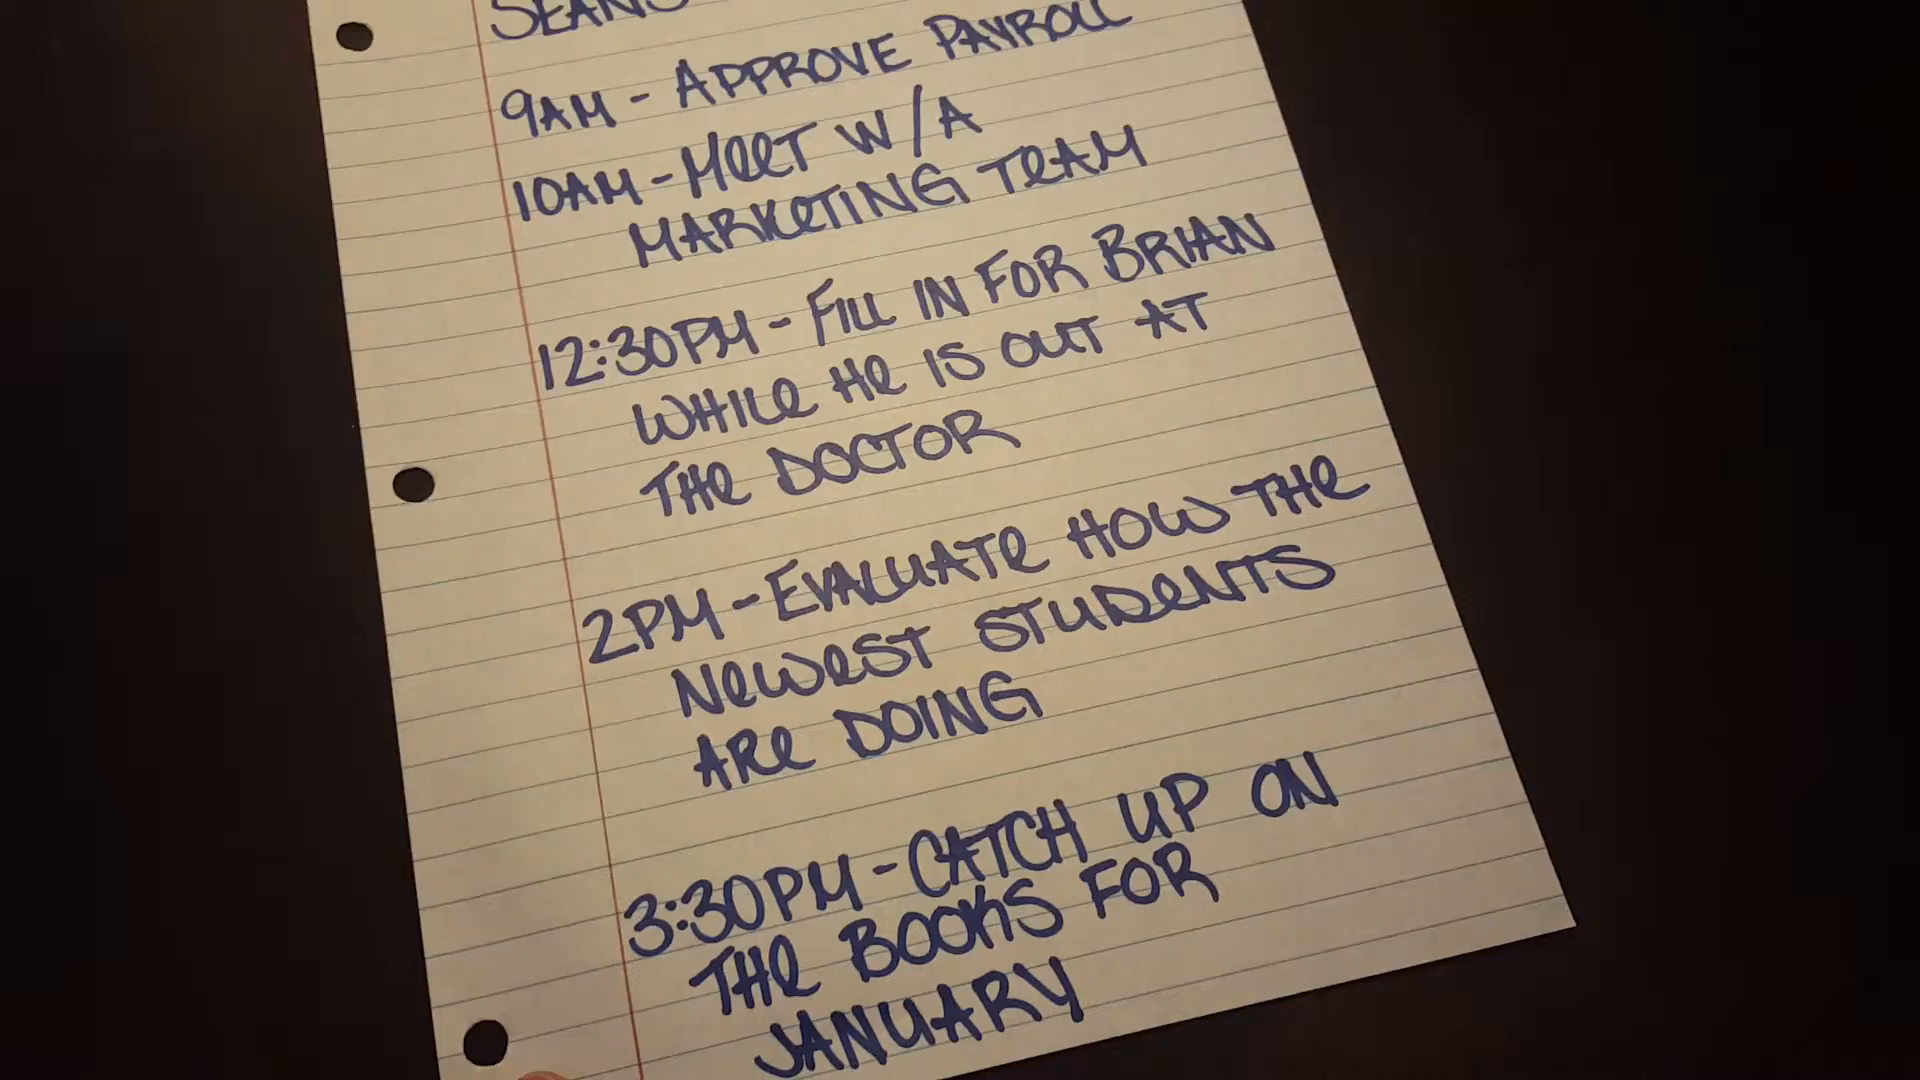 SEAN'S
9AM - APPROVE PAYROLL
10AM - MEET W/A
MARKETING TEAM
12:30PM - FILL IN FOR BRIAN
WHILE HE IS OUT AT
THE DOCTOR
2PM - EVALUATE HOW THE
NEWEST STUDENTS
ARE DOING
3:30PM - CATCH UP ON
THE BOOKS FOR
JANUARY